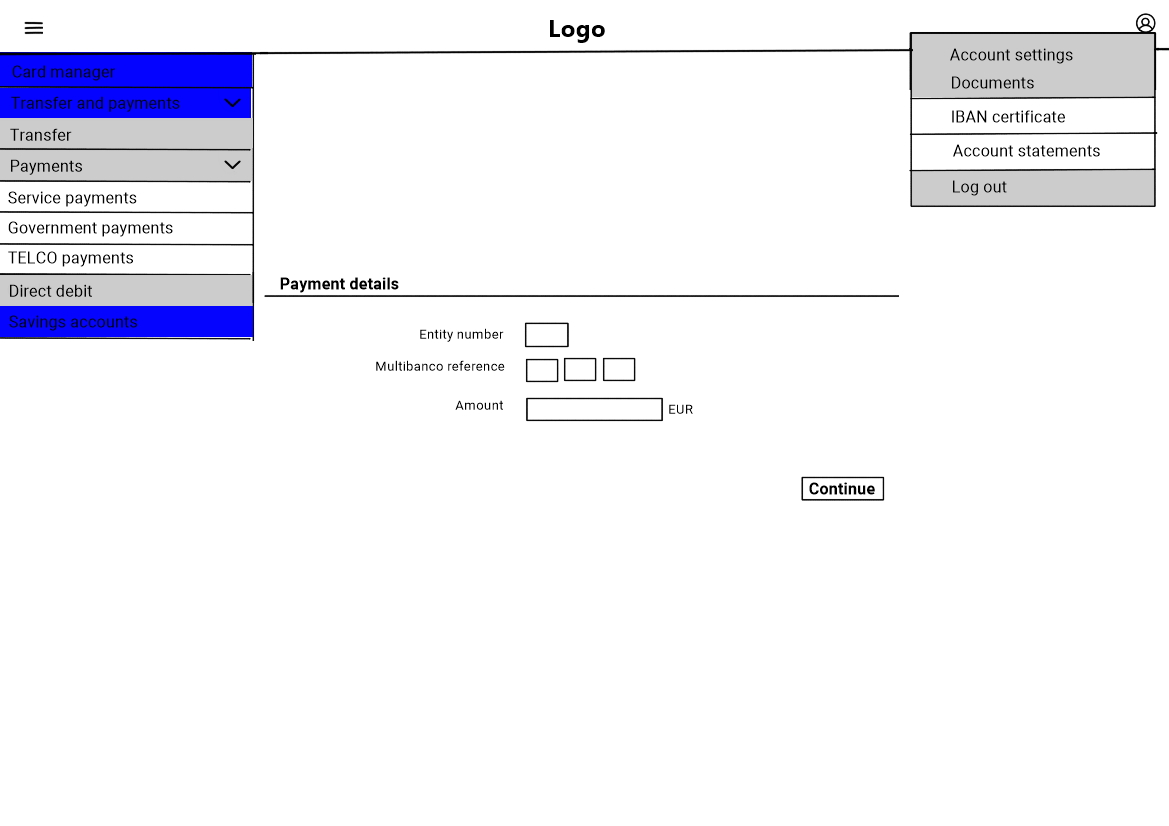 Logo
Card manager
Transfer and payments
Transfer
Payments
Service payments
Government payments
TELCO payments
Direct debit
Savings accounts
Account settings
Documents
IBAN certificate
Account statements
Log out
Payment details
Entity number
Multibanco reference
Amount
EUR
Continue